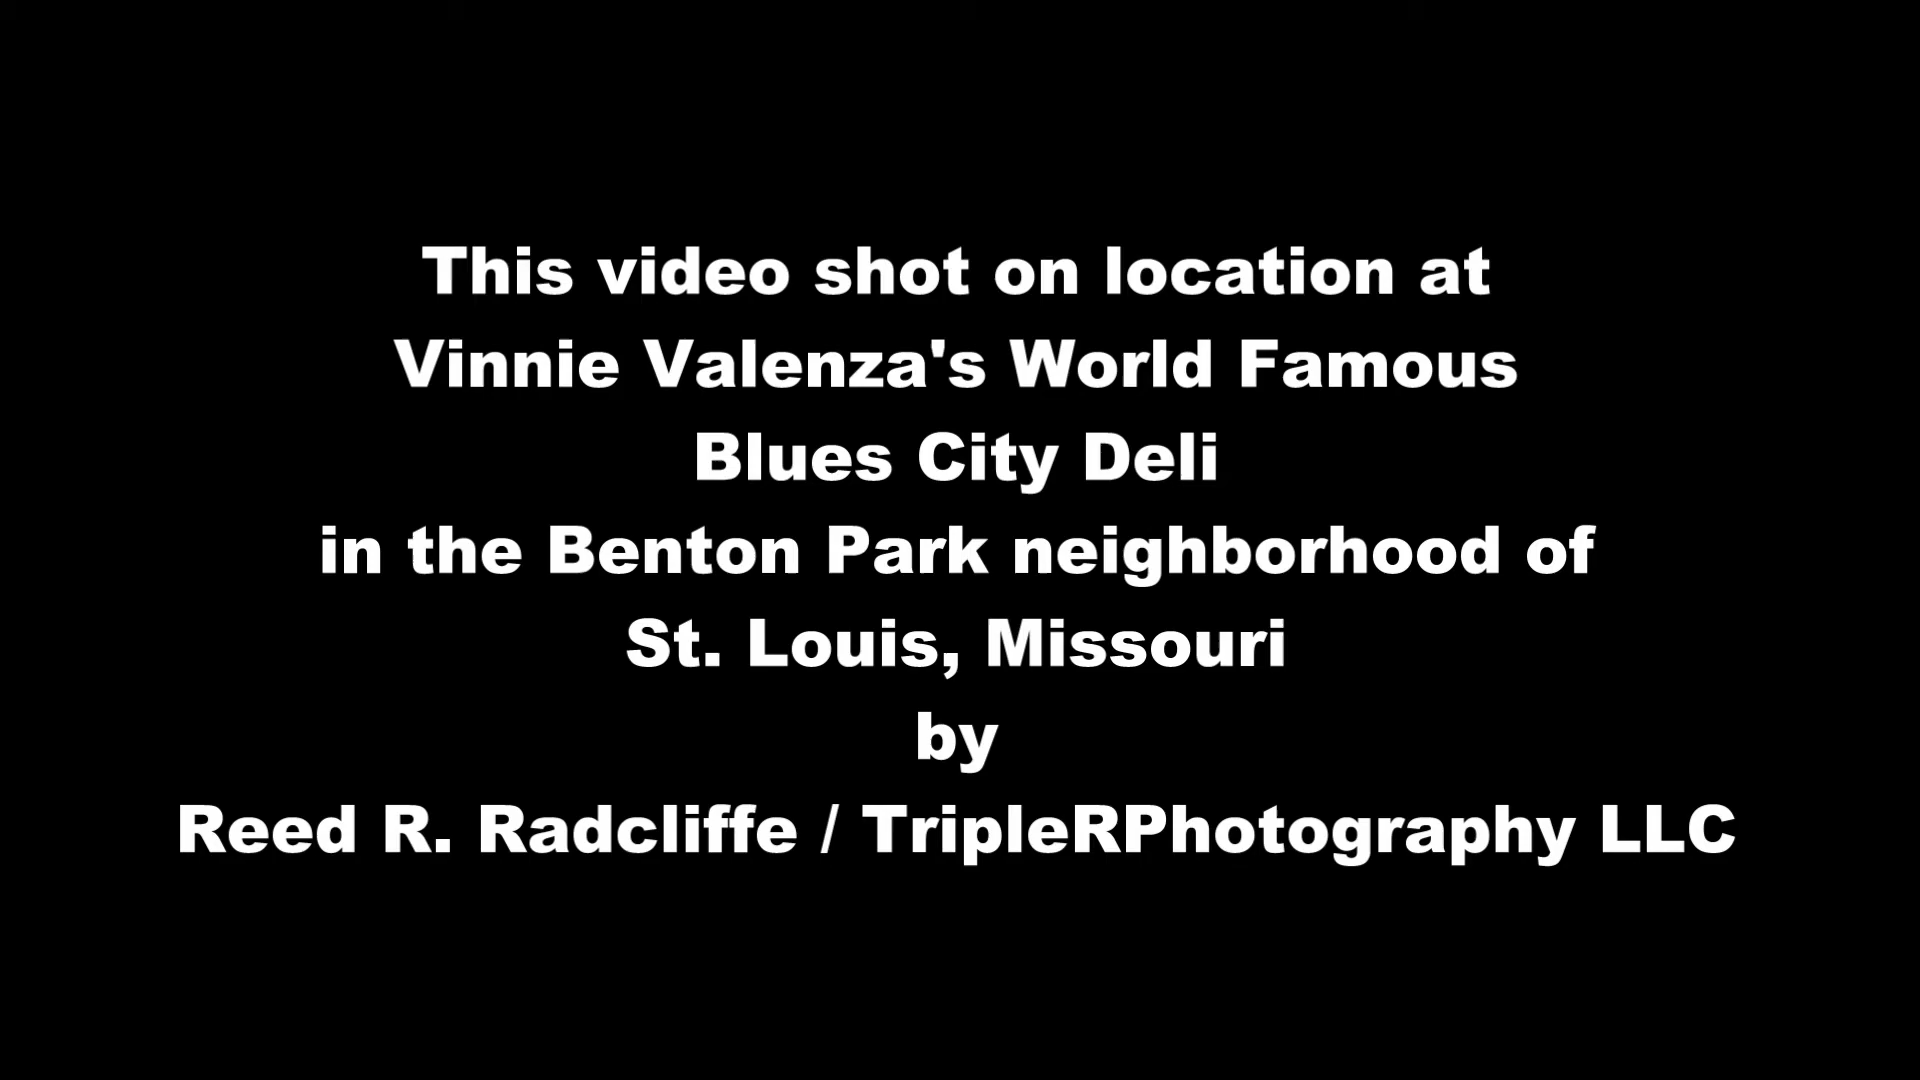 This video shot on location at
Vinnie Valenza's World Famous
Blues City Deli
in the Benton Park neighborhood of
St. Louis, Missouri
by
Reed R. Radcliffe / TripleRPhotography LLC